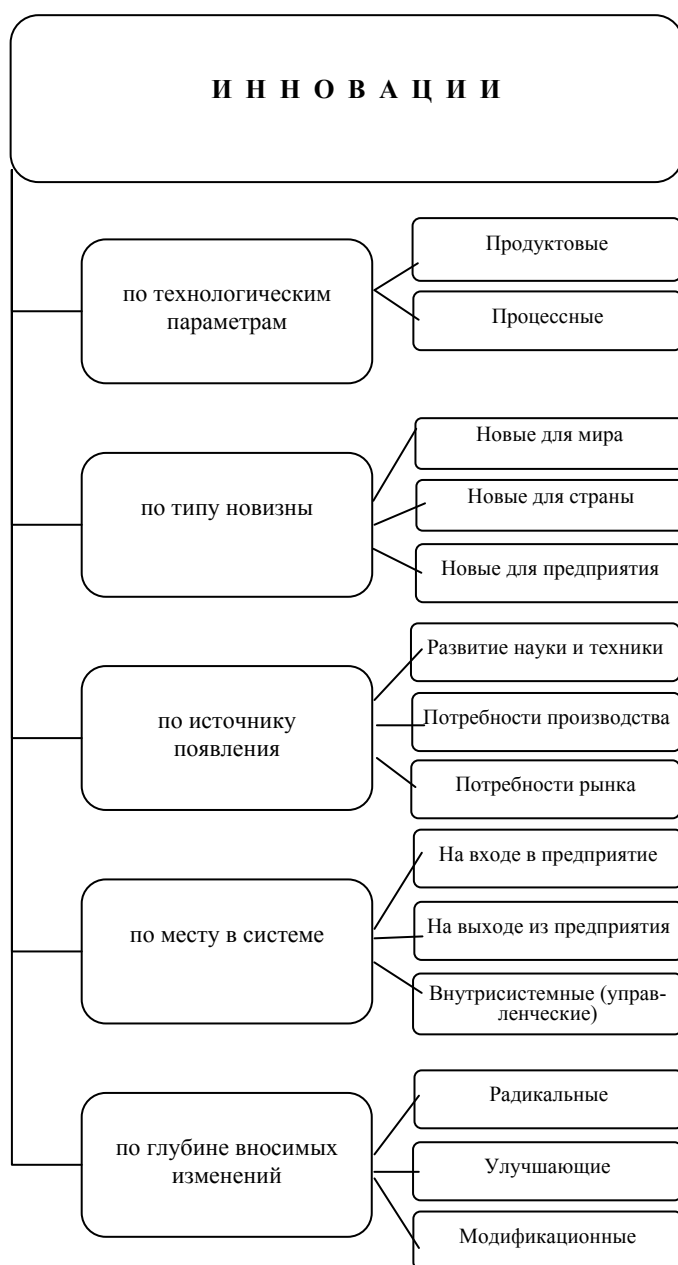 И Н Н О В А Ц И И
по технологическим
параметрам
Продуктовые
Процессные
по типу новизны
Новые для мира
Новые для страны
Новые для предприятия
по источнику
появления
Развитие науки и техники
Потребности производства
Потребности рынка
по месту в системе
На входе в предприятие
На выходе из предприятия
Внутрисистемные (управ-
ленческие)
по глубине вносимых
изменений
Радикальные
Улучшающие
Модификационные